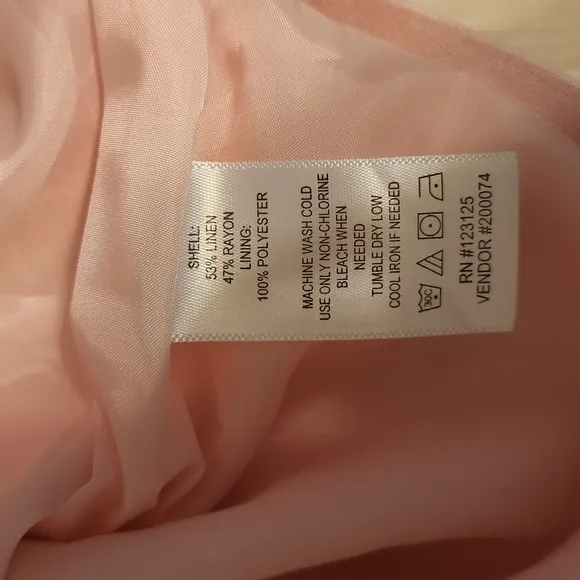 SHELL:
53% LINEN
47% RAYON
LINING:
100% POLYESTER
MACHINE WASH COLD
USE ONLY NON-CHLORINE
BLEACH WHEN
NEEDED
TUMBLE DRY LOW
COOL IRON IF NEEDED
30C
RN #123125
VENDOR #200074